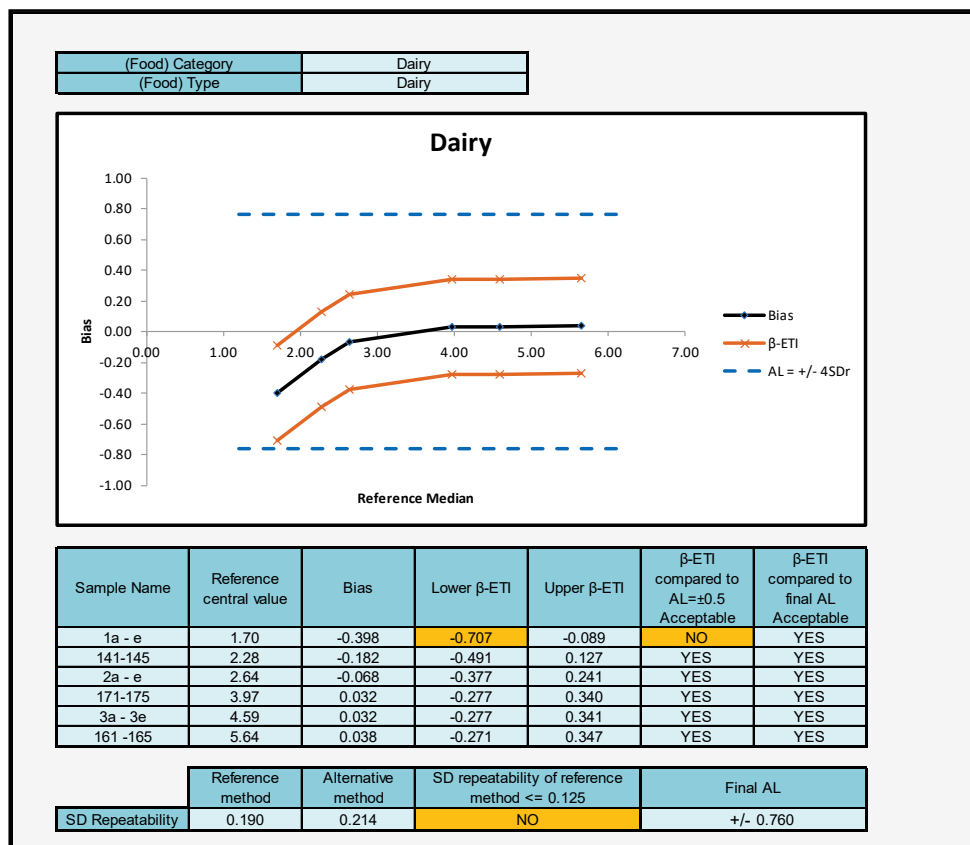 (Food) Category Dairy
(Food) Type Dairy
Dairy
1.00
0.80
0.60
0.40
0.20
0.00
-0.20
-0.40
-0.60
-0.80
-1.00
Bias
0.00 1.00 2.00 3.00 4.00 5.00 6.00 7.00
Reference Median
Bias
β-ETI
AL = +/- 4SDr
Sample Name Reference central value Bias Lower β-ETI Upper β-ETI β-ETI compared to AL=±0.5 Acceptable β-ETI compared to final AL Acceptable
1a - e 1.70 -0.398 -0.707 -0.089 NO YES
141-145 2.28 -0.182 -0.491 0.127 YES YES
2a - e 2.64 -0.068 -0.377 0.241 YES YES
171-175 3.97 0.032 -0.277 0.340 YES YES
3a - 3e 4.59 0.032 -0.277 0.341 YES YES
161 -165 5.64 0.038 -0.271 0.347 YES YES
Reference method Alternative method SD repeatability of reference method <= 0.125 Final AL
SD Repeatability 0.190 0.214 NO +/- 0.760